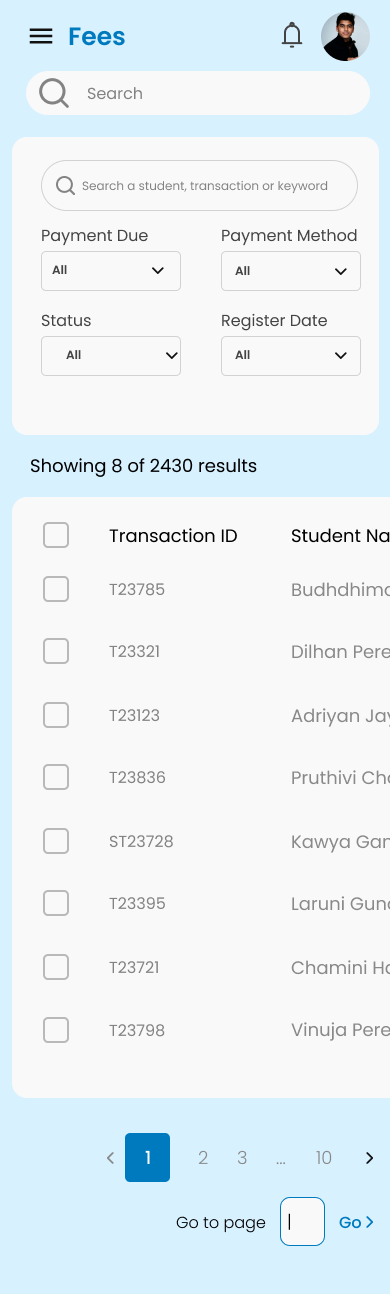 Fees
Search
Search a student, transaction or keyword
Payment Due Payment Method
All All
Status Register Date
All All
Showing 8 of 2430 results
Transaction ID Student Na
T23785 Budhdhima
T23321 Dilhan Pere
T23123 Adriyan Jay
T23836 Pruthivi Cha
ST23728 Kawya Gan
T23395 Laruni Guna
T23721 Chamini Ha
T23798 Vinuja Pere
1 2 3 ... 10
Go to page Go